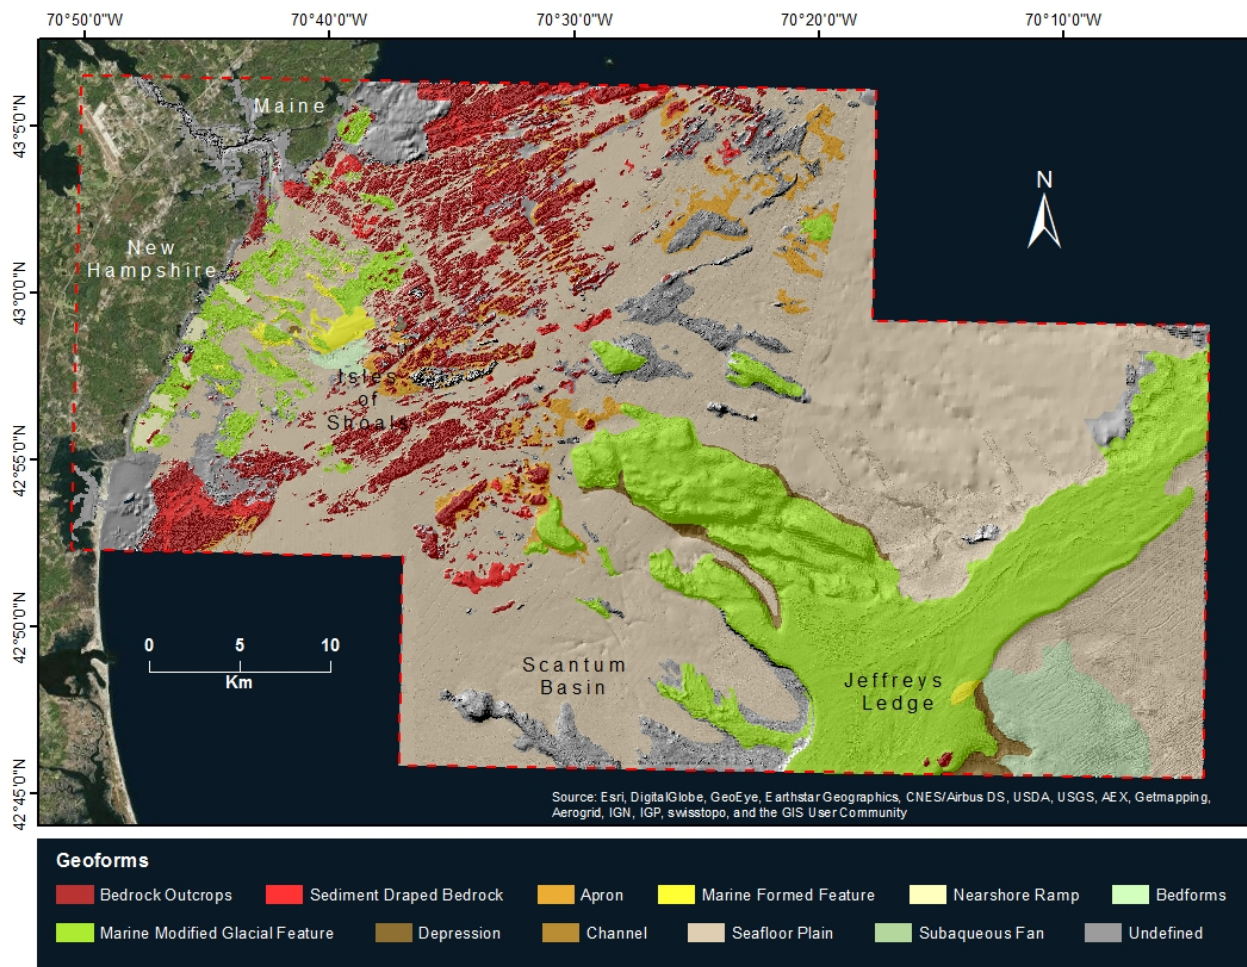 70°50'0"W 70°40'0"W 70°30'0"W 70°20'0"W 70°10'0"W
43°5'0"N
43°0'0"N
42°55'0"N
42°50'0"N
42°45'0"N
Maine
N
New
Hampshire
Isles
of
Shoals
0 5 10
Km
Scantum
Basin
Jeffreys
Ledge
Source: Esri, DigitalGlobe, GeoEye, Earthstar Geographics, CNES/Airbus DS, USDA, USGS, AEX, Getmapping,
Aerogrid, IGN, IGP, swisstopo, and the GIS User Community
Geoforms
Bedrock Outcrops Sediment Draped Bedrock Apron Marine Formed Feature Nearshore Ramp Bedforms
Marine Modified Glacial Feature Depression Channel Seafloor Plain Subaqueous Fan Undefined